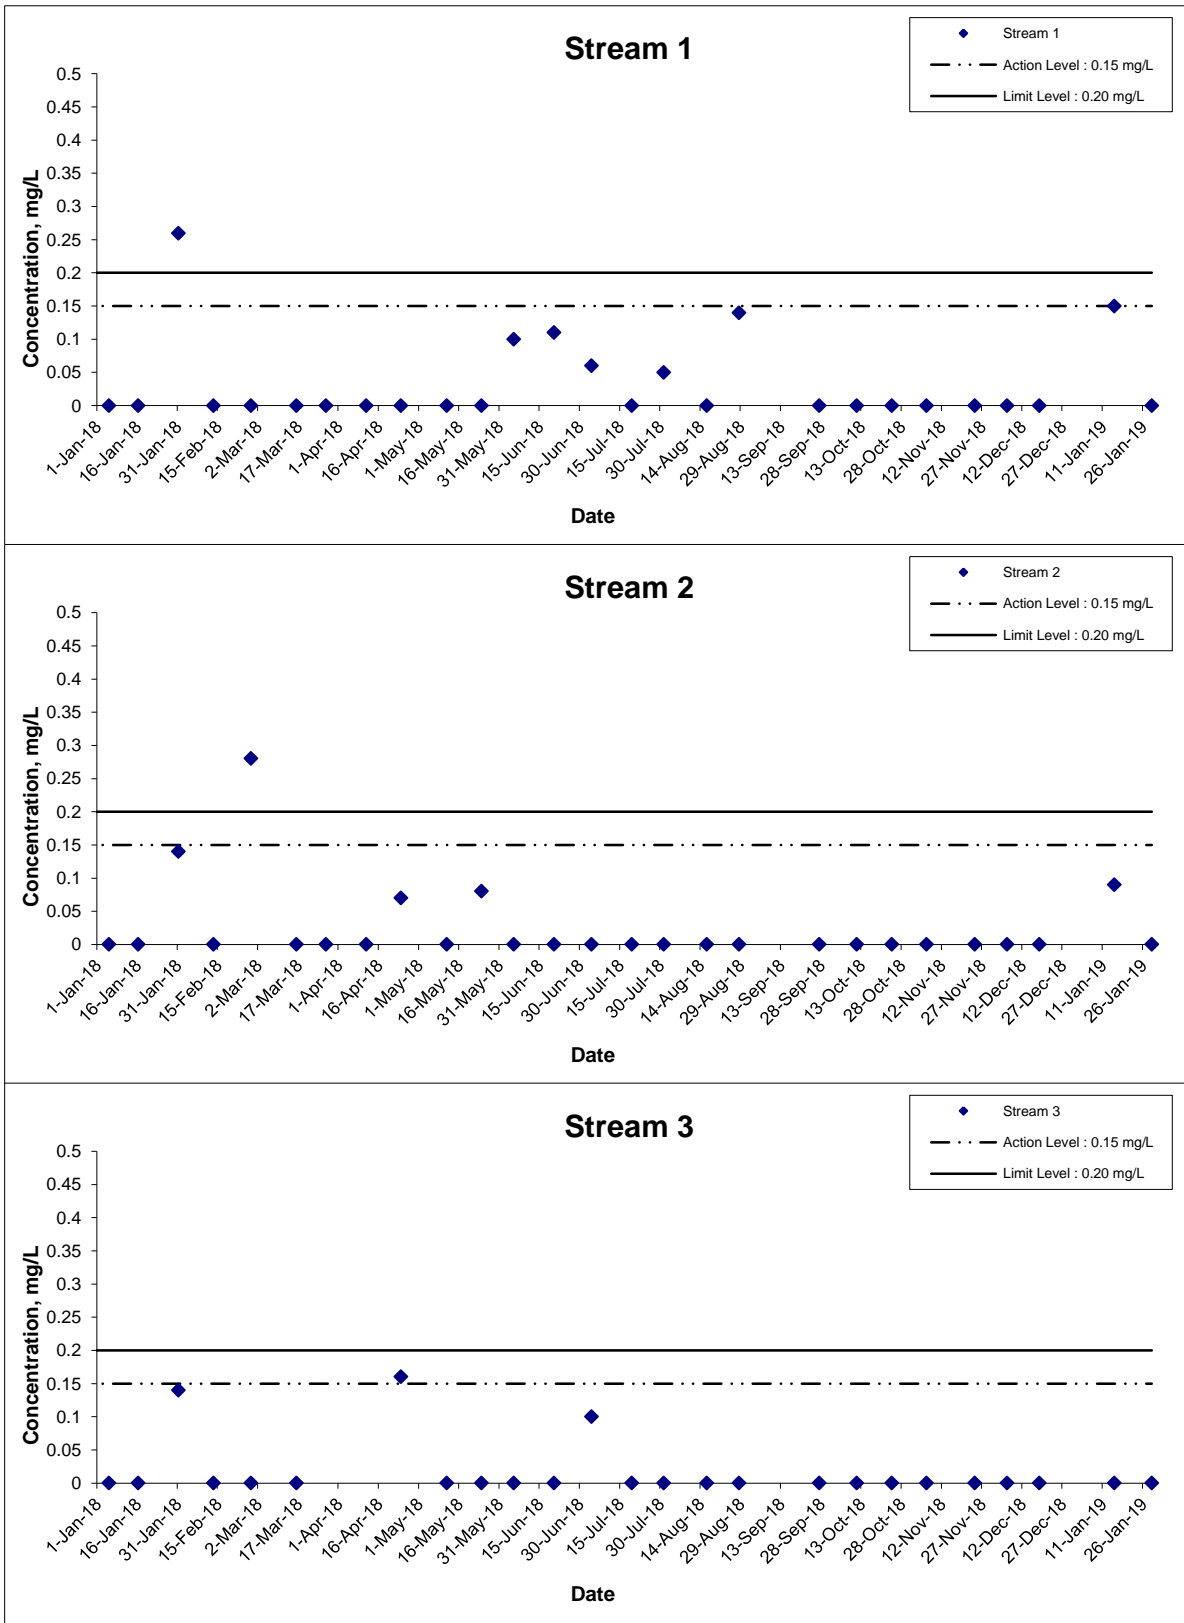 Stream 1
Stream 1
Action Level : 0.15 mg/L
Limit Level : 0.20 mg/L
Concentration, mg/L
0.5
0.45
0.4
0.35
0.3
0.25
0.2
0.15
0.1
0.05
0
1-Jan-18
16-Jan-18
31-Jan-18
15-Feb-18
2-Mar-18
17-Mar-18
1-Apr-18
16-Apr-18
1-May-18
16-May-18
31-May-18
15-Jun-18
30-Jun-18
15-Jul-18
30-Jul-18
14-Aug-18
29-Aug-18
13-Sep-18
28-Sep-18
13-Oct-18
28-Oct-18
12-Nov-18
27-Nov-18
12-Dec-18
27-Dec-18
11-Jan-19
26-Jan-19
Date
Stream 2
Stream 2
Action Level : 0.15 mg/L
Limit Level : 0.20 mg/L
Concentration, mg/L
0.5
0.45
0.4
0.35
0.3
0.25
0.2
0.15
0.1
0.05
0
1-Jan-18
16-Jan-18
31-Jan-18
15-Feb-18
2-Mar-18
17-Mar-18
1-Apr-18
16-Apr-18
1-May-18
16-May-18
31-May-18
15-Jun-18
30-Jun-18
15-Jul-18
30-Jul-18
14-Aug-18
29-Aug-18
13-Sep-18
28-Sep-18
13-Oct-18
28-Oct-18
12-Nov-18
27-Nov-18
12-Dec-18
27-Dec-18
11-Jan-19
26-Jan-19
Date
Stream 3
Stream 3
Action Level : 0.15 mg/L
Limit Level : 0.20 mg/L
Concentration, mg/L
0.5
0.45
0.4
0.35
0.3
0.25
0.2
0.15
0.1
0.05
0
1-Jan-18
16-Jan-18
31-Jan-18
15-Feb-18
2-Mar-18
17-Mar-18
1-Apr-18
16-Apr-18
1-May-18
16-May-18
31-May-18
15-Jun-18
30-Jun-18
15-Jul-18
30-Jul-18
14-Aug-18
29-Aug-18
13-Sep-18
28-Sep-18
13-Oct-18
28-Oct-18
12-Nov-18
27-Nov-18
12-Dec-18
27-Dec-18
11-Jan-19
26-Jan-19
Date